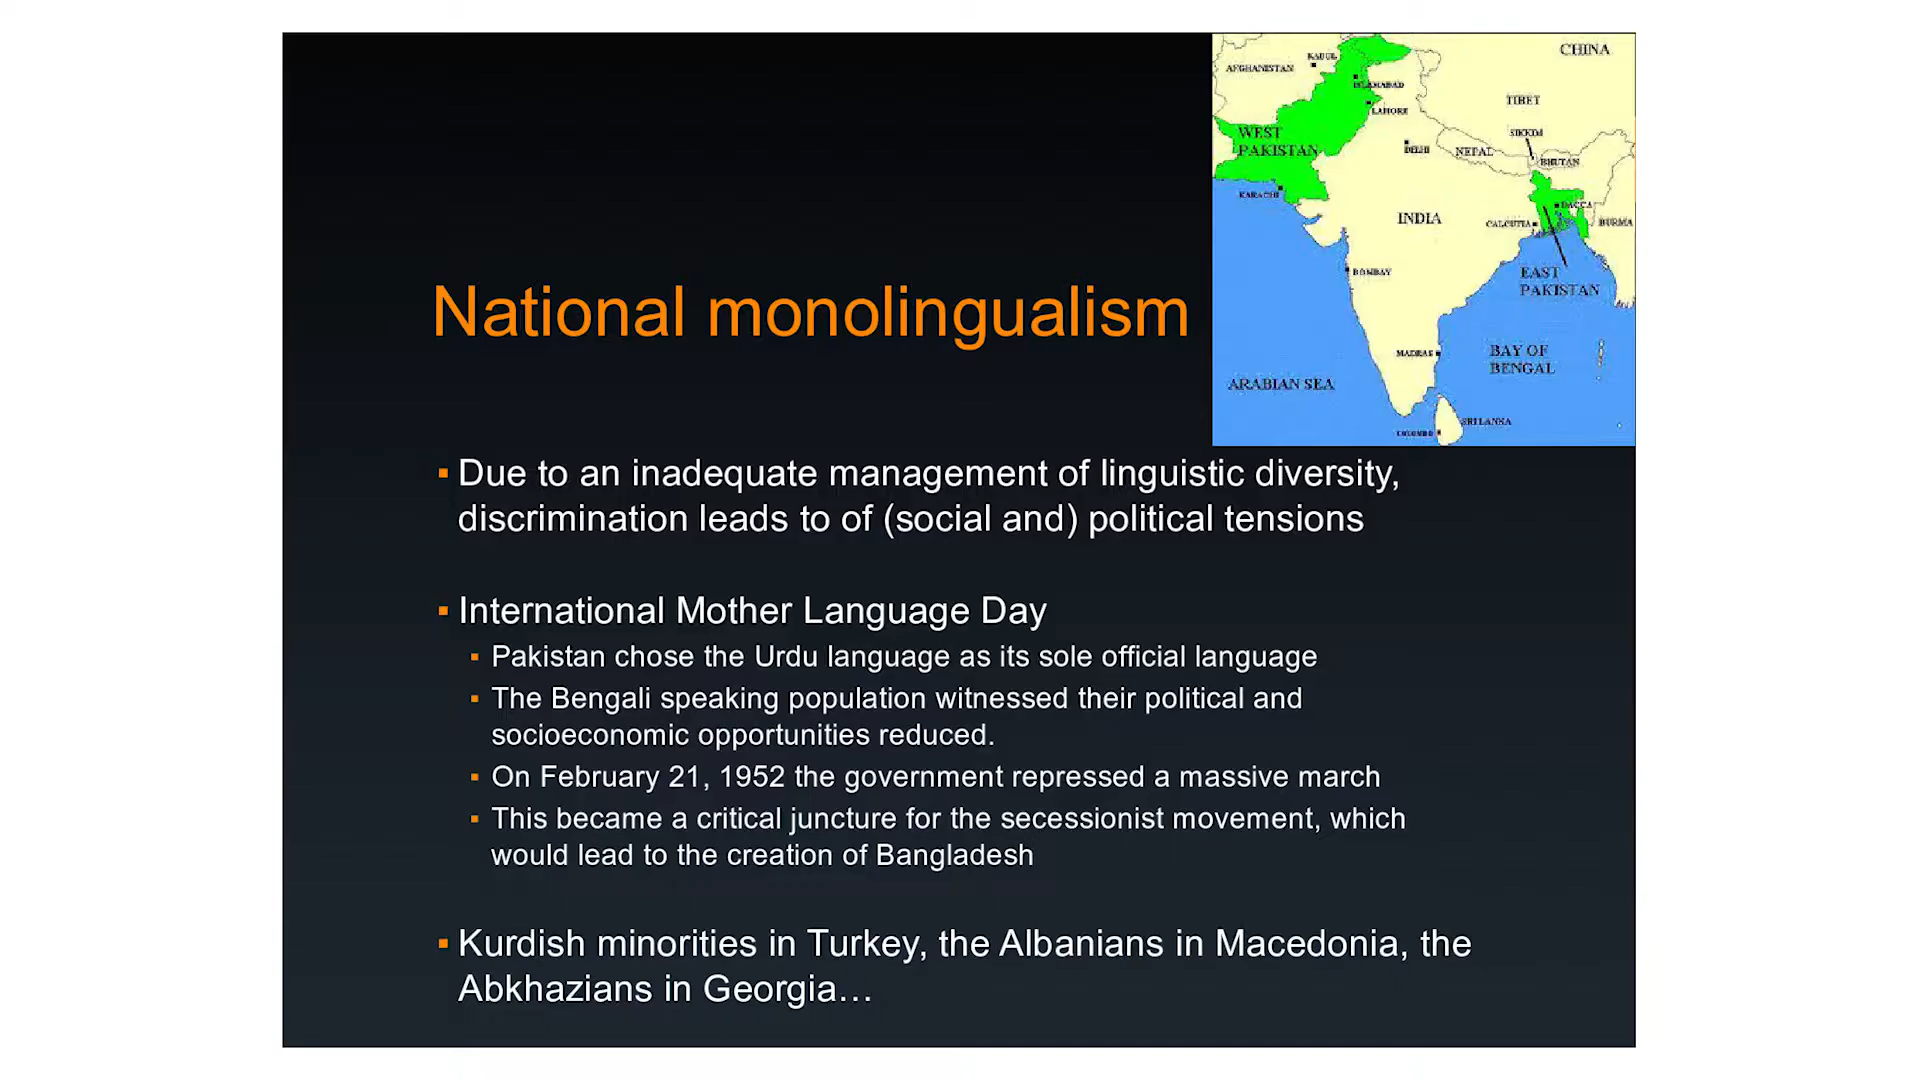 CHINA
KABUL
AFGHANISTAN
ISLAMABAD
TIBET
LAHORE
WEST
PAKISTAN
SIKKIM
DELHI
NEPAL
BHUTAN
KARACHI
DACCA
INDIA
CALCUTTA
BURMA
BOMBAY
EAST
PAKISTAN
National monolingualism
MADRAS
BAY OF
BENGAL
ARABIAN SEA
SRI LANKA
COLOMBO
▪ Due to an inadequate management of linguistic diversity,
discrimination leads to of (social and) political tensions
▪ International Mother Language Day
▪ Pakistan chose the Urdu language as its sole official language
▪ The Bengali speaking population witnessed their political and
socioeconomic opportunities reduced.
▪ On February 21, 1952 the government repressed a massive march
▪ This became a critical juncture for the secessionist movement, which
would lead to the creation of Bangladesh
▪ Kurdish minorities in Turkey, the Albanians in Macedonia, the
Abkhazians in Georgia…